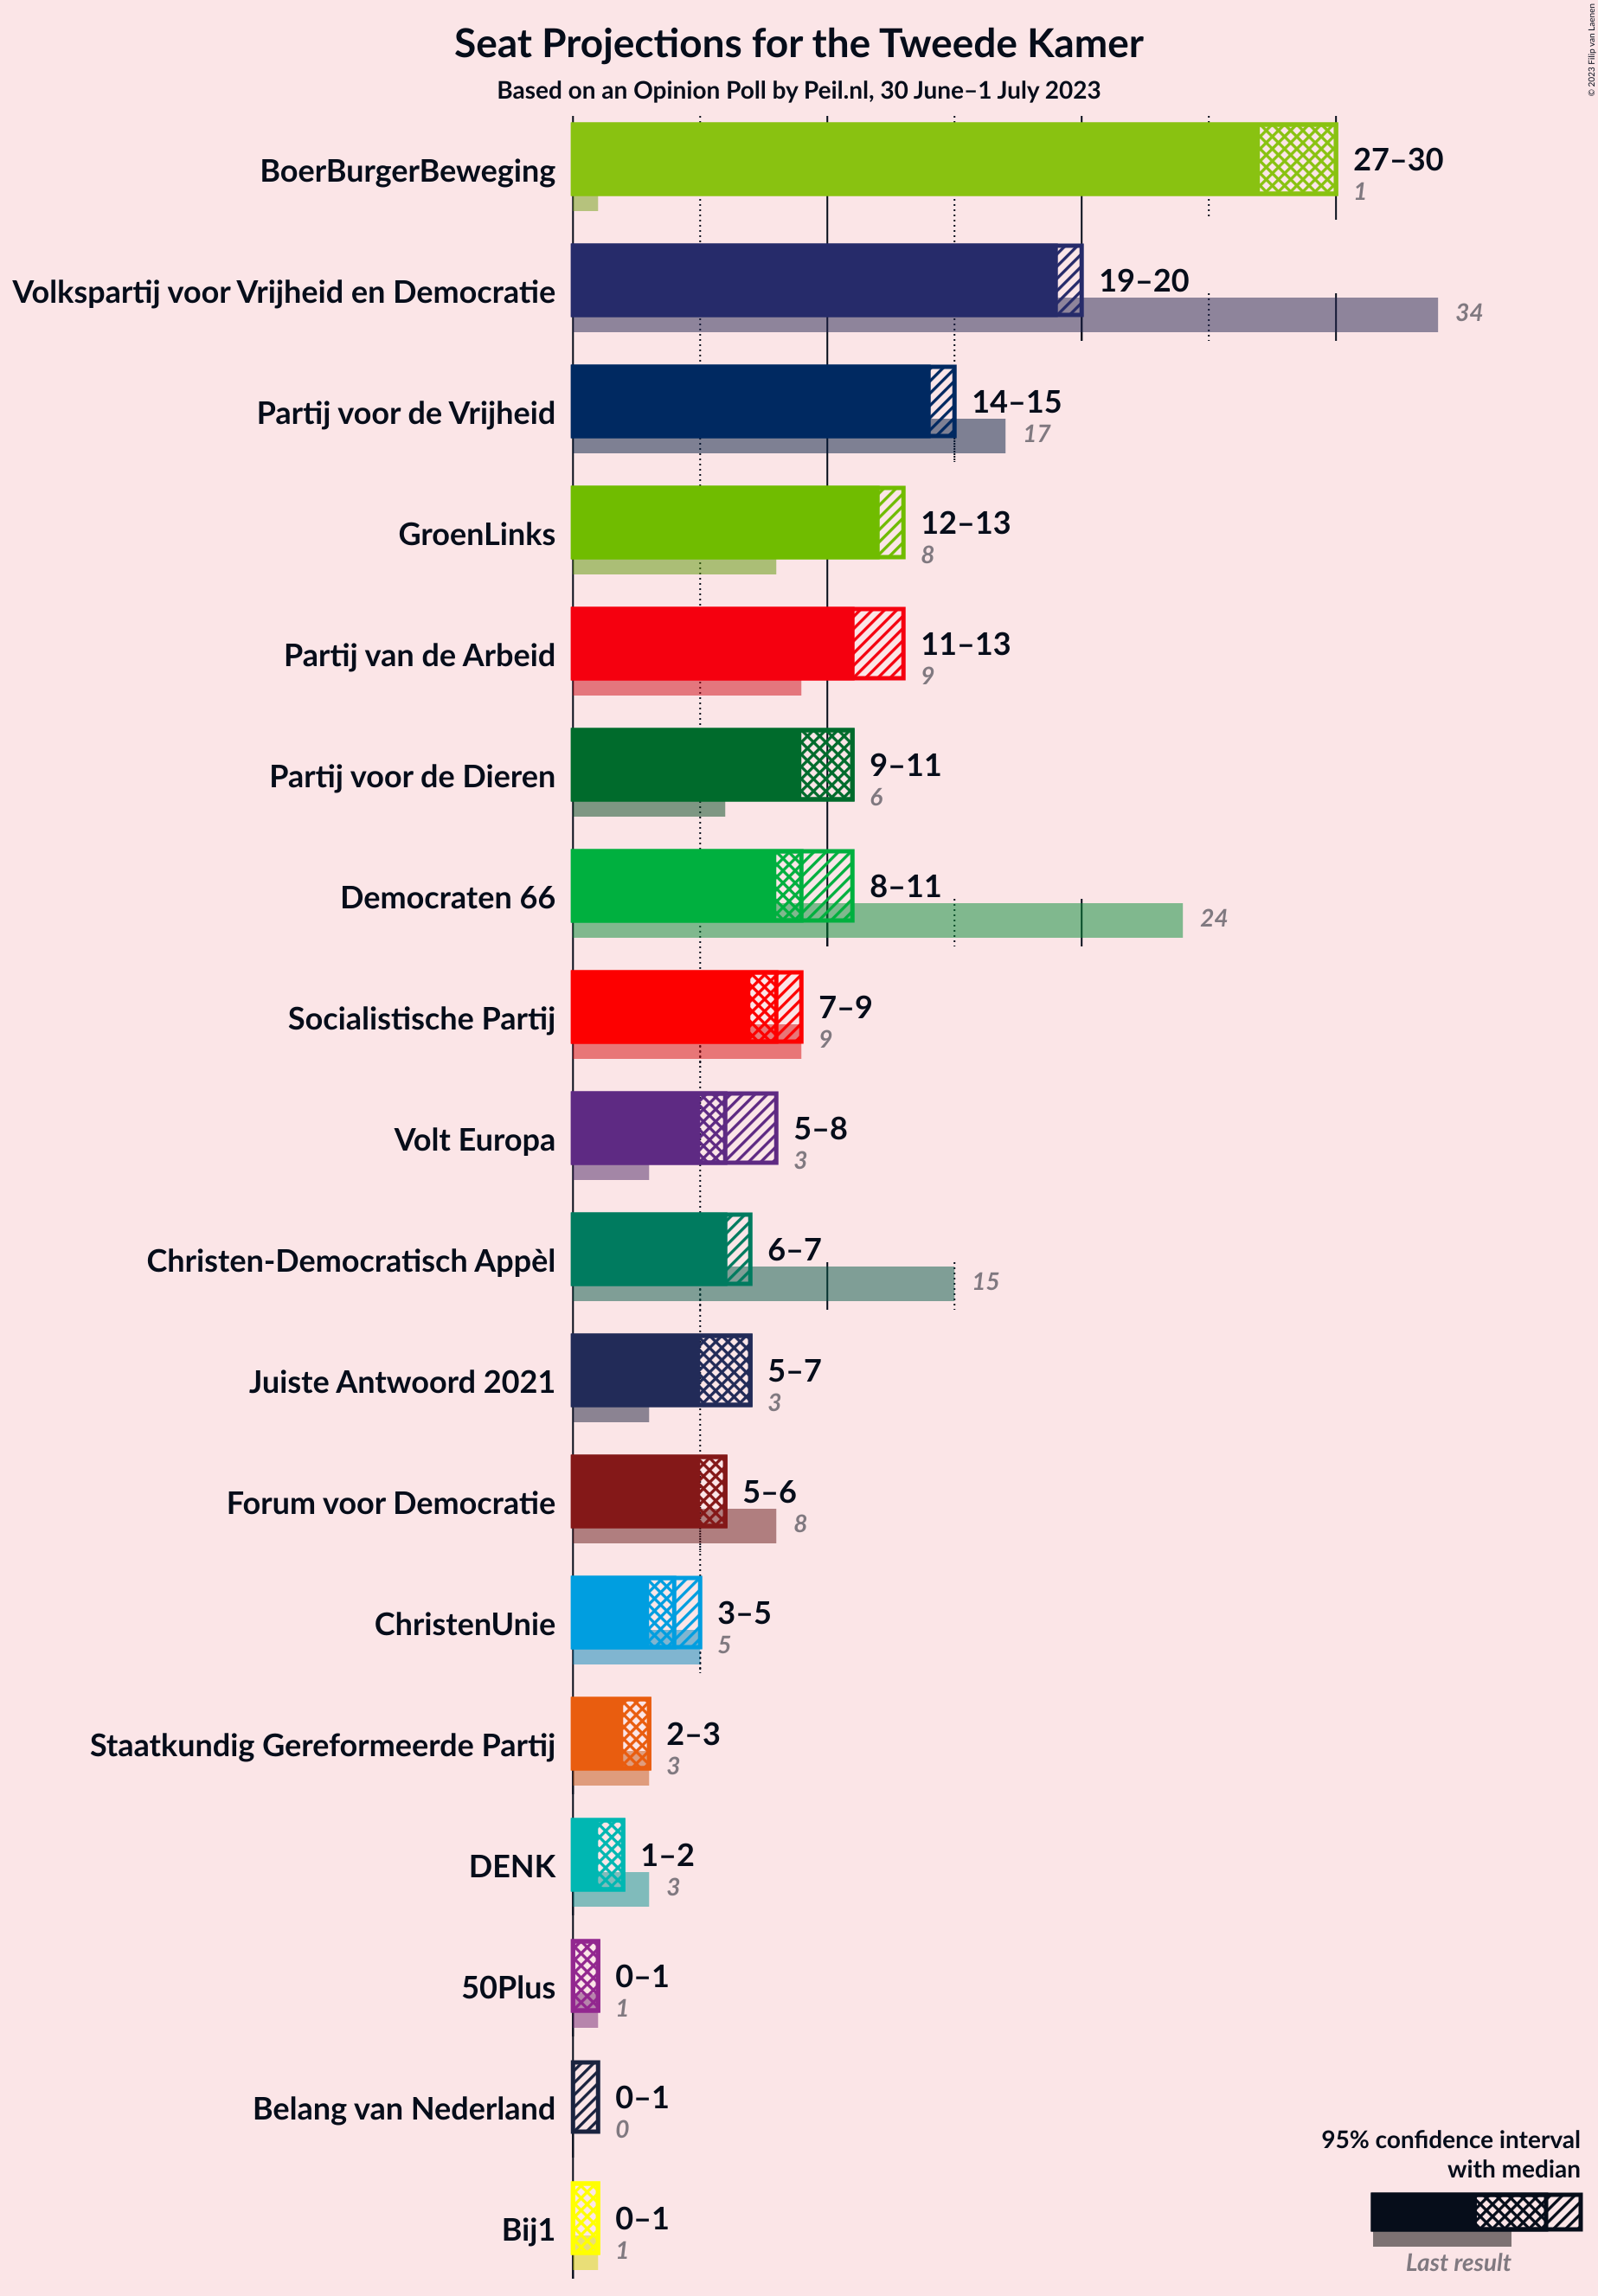 Seat Projections for the Tweede Kamer
Based on an Opinion Poll by Peil.nl, 30 June–1 July 2023
© 2023 Filip van Laenen
BoerBurgerBeweging
27–30
1
Volkspartij voor Vrijheid en Democratie
19–20
34
Partij voor de Vrijheid
14–15
17
GroenLinks
12–13
8
Partij van de Arbeid
11–13
9
Partij voor de Dieren
9–11
6
Democraten 66
8–11
24
Socialistische Partij
7–9
9
Volt Europa
5–8
3
Christen-Democratisch Appèl
6–7
15
Juiste Antwoord 2021
5–7
3
Forum voor Democratie
5–6
8
ChristenUnie
3–5
5
Staatkundig Gereformeerde Partij
2–3
3
DENK
1–2
3
50Plus
0–1
1
Belang van Nederland
0–1
0
Bij1
0–1
1
95% confidence interval
with median
Last result